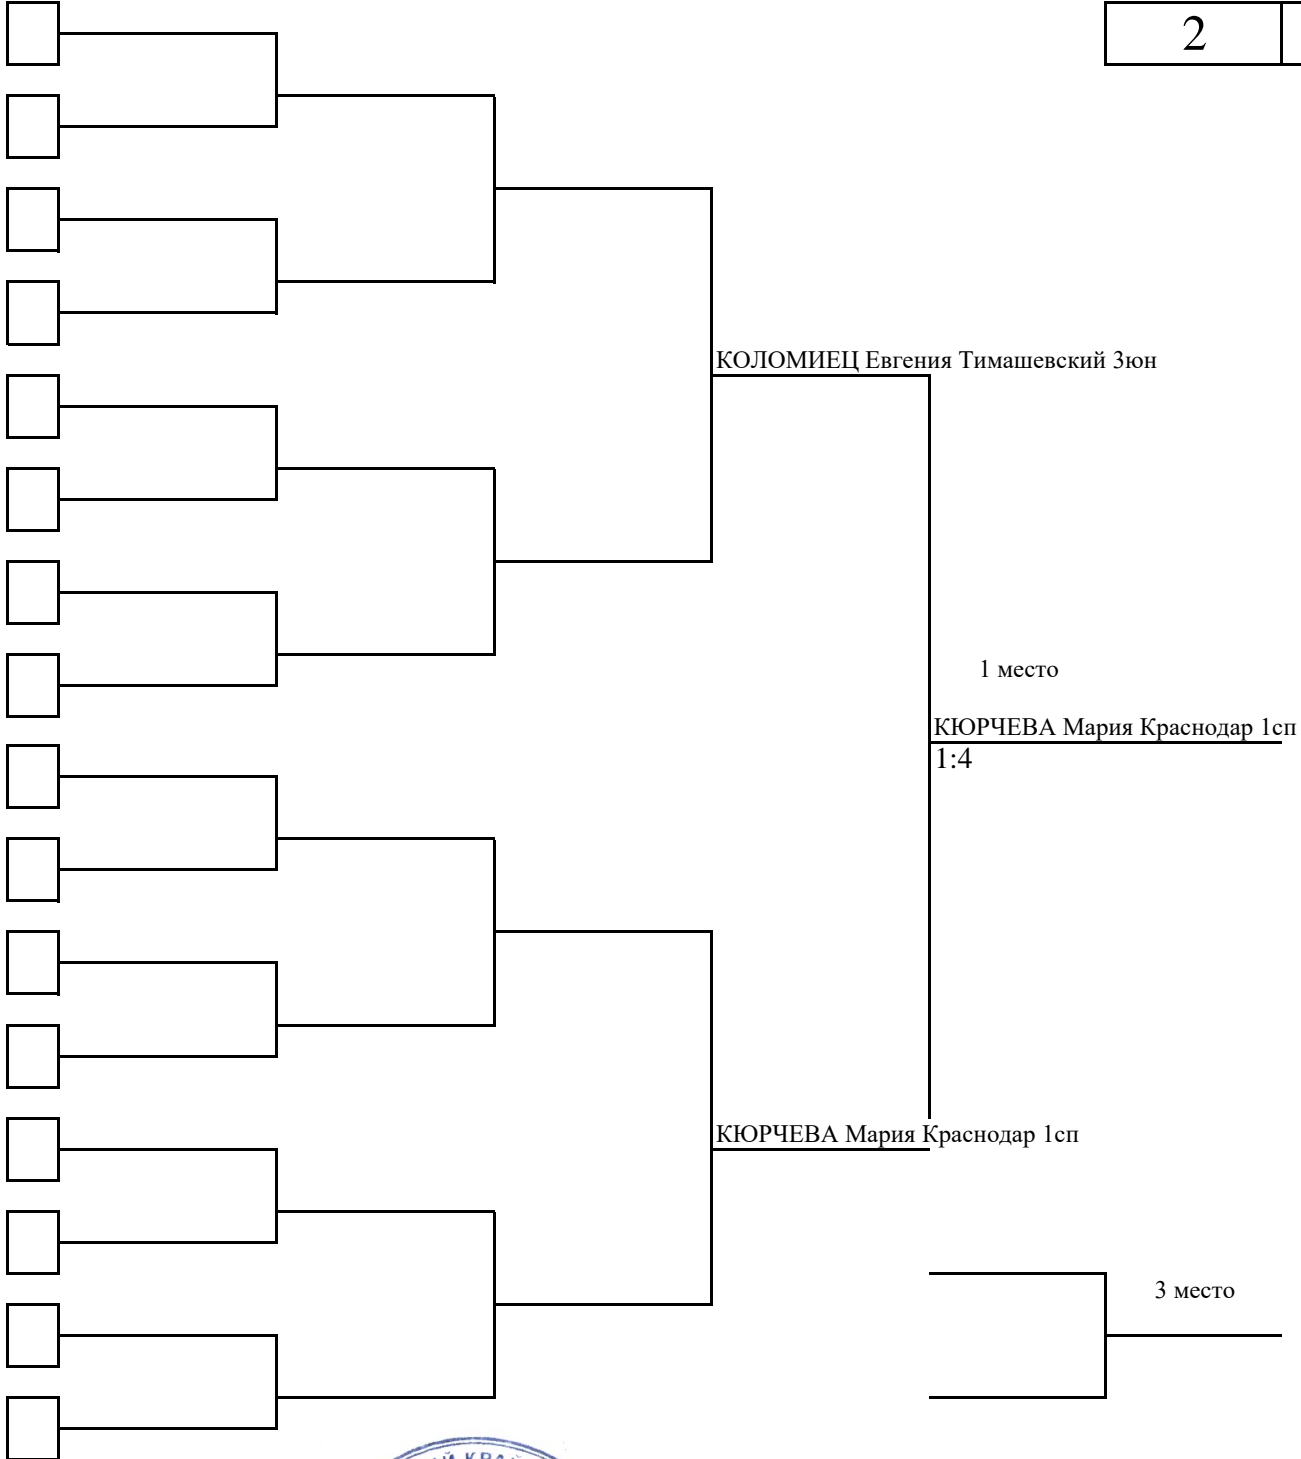 2
КОЛОМИЕЦ Евгения Тимашевский 3юн
1 место
КЮРЧЕВА Мария Краснодар 1сп
1:4
КЮРЧЕВА Мария Краснодар 1сп
3 место